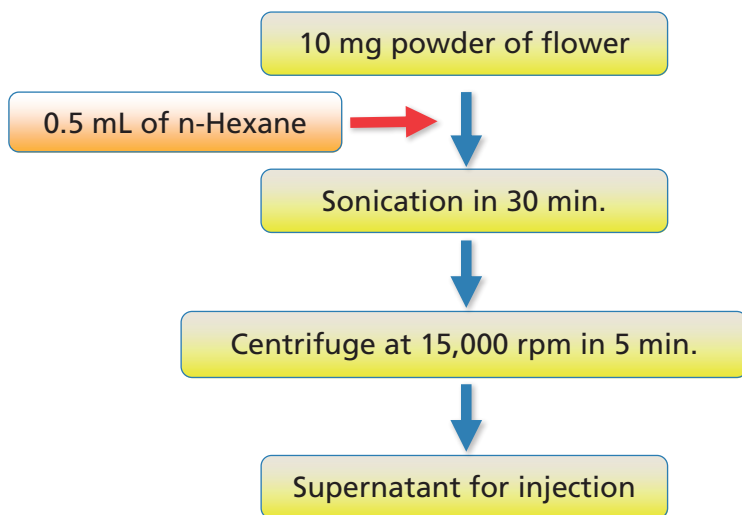 10 mg powder of flower
0.5 mL of n-Hexane
Sonication in 30 min.
Centrifuge at 15,000 rpm in 5 min.
Supernatant for injection